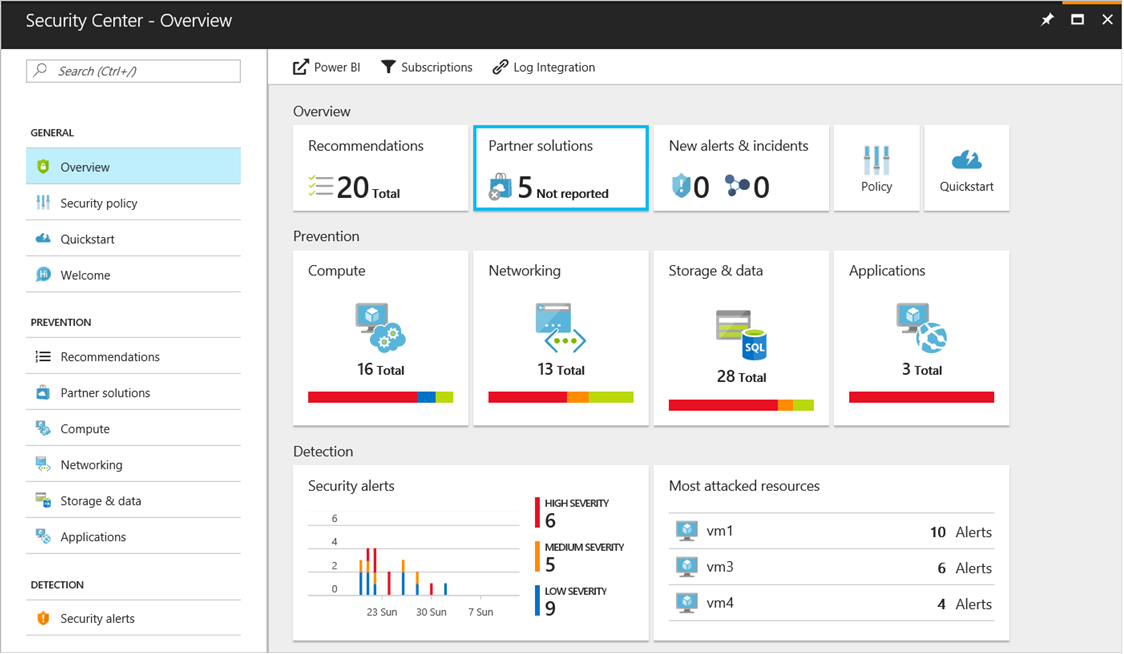 Security Center - Overview
Search (Ctrl+/)
GENERAL
Overview
Security policy
Quickstart
Hi
Welcome
PREVENTION
Recommendations
Partner solutions
Compute
Networking
Storage & data
Applications
DETECTION
Security alerts
Power BI
Subscriptions
Log Integration
Overview
Recommendations
20 Total
Partner solutions
5 Not reported
New alerts & incidents
0 0
Policy
Quickstart
Prevention
Compute
16 Total
Networking
13 Total
Storage & data
SQL
28 Total
Applications
3 Total
Detection
Security alerts
6
4
2
0
23 Sun 30 Sun 7 Sun
HIGH SEVERITY
6
MEDIUM SEVERITY
5
LOW SEVERITY
9
Most attacked resources
vm1 10 Alerts
vm3 6 Alerts
vm4 4 Alerts